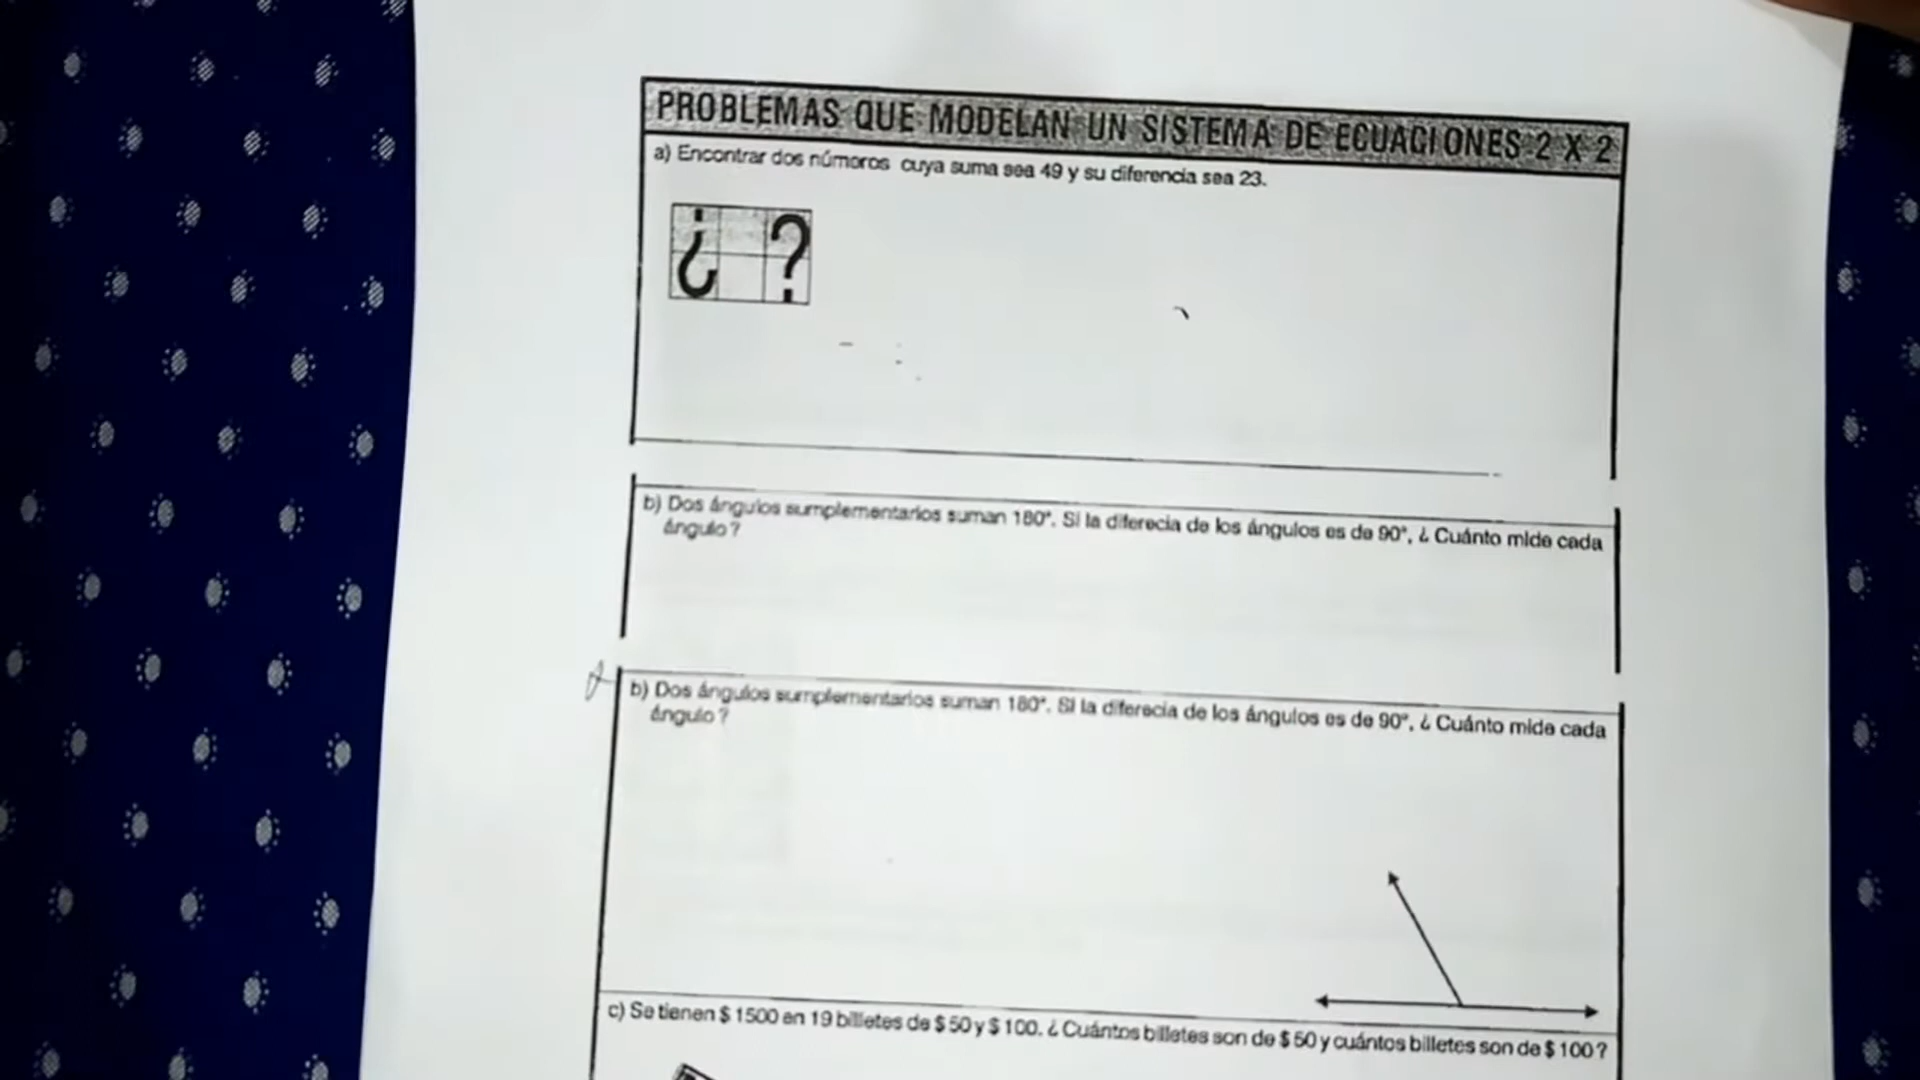 PROBLEMAS QUE MODELAN UN SISTEMA DE ECUACIONES 2 X 2
a) Encontrar dos números cuya suma sea 49 y su diferencia sea 23.
¿ ?
b) Dos ángulos sumplementarios suman 180°. Si la diferecia de los ángulos es de 90°, ¿ Cuánto mide cada
ángulo ?
b) Dos ángulos sumplementarios suman 180°. Si la diferecia de los ángulos es de 90°, ¿ Cuánto mide cada
ángulo ?
c) Se tienen $ 1500 en 19 billetes de $ 50 y $ 100. ¿ Cuántos billetes son de $ 50 y cuántos billetes son de $ 100 ?